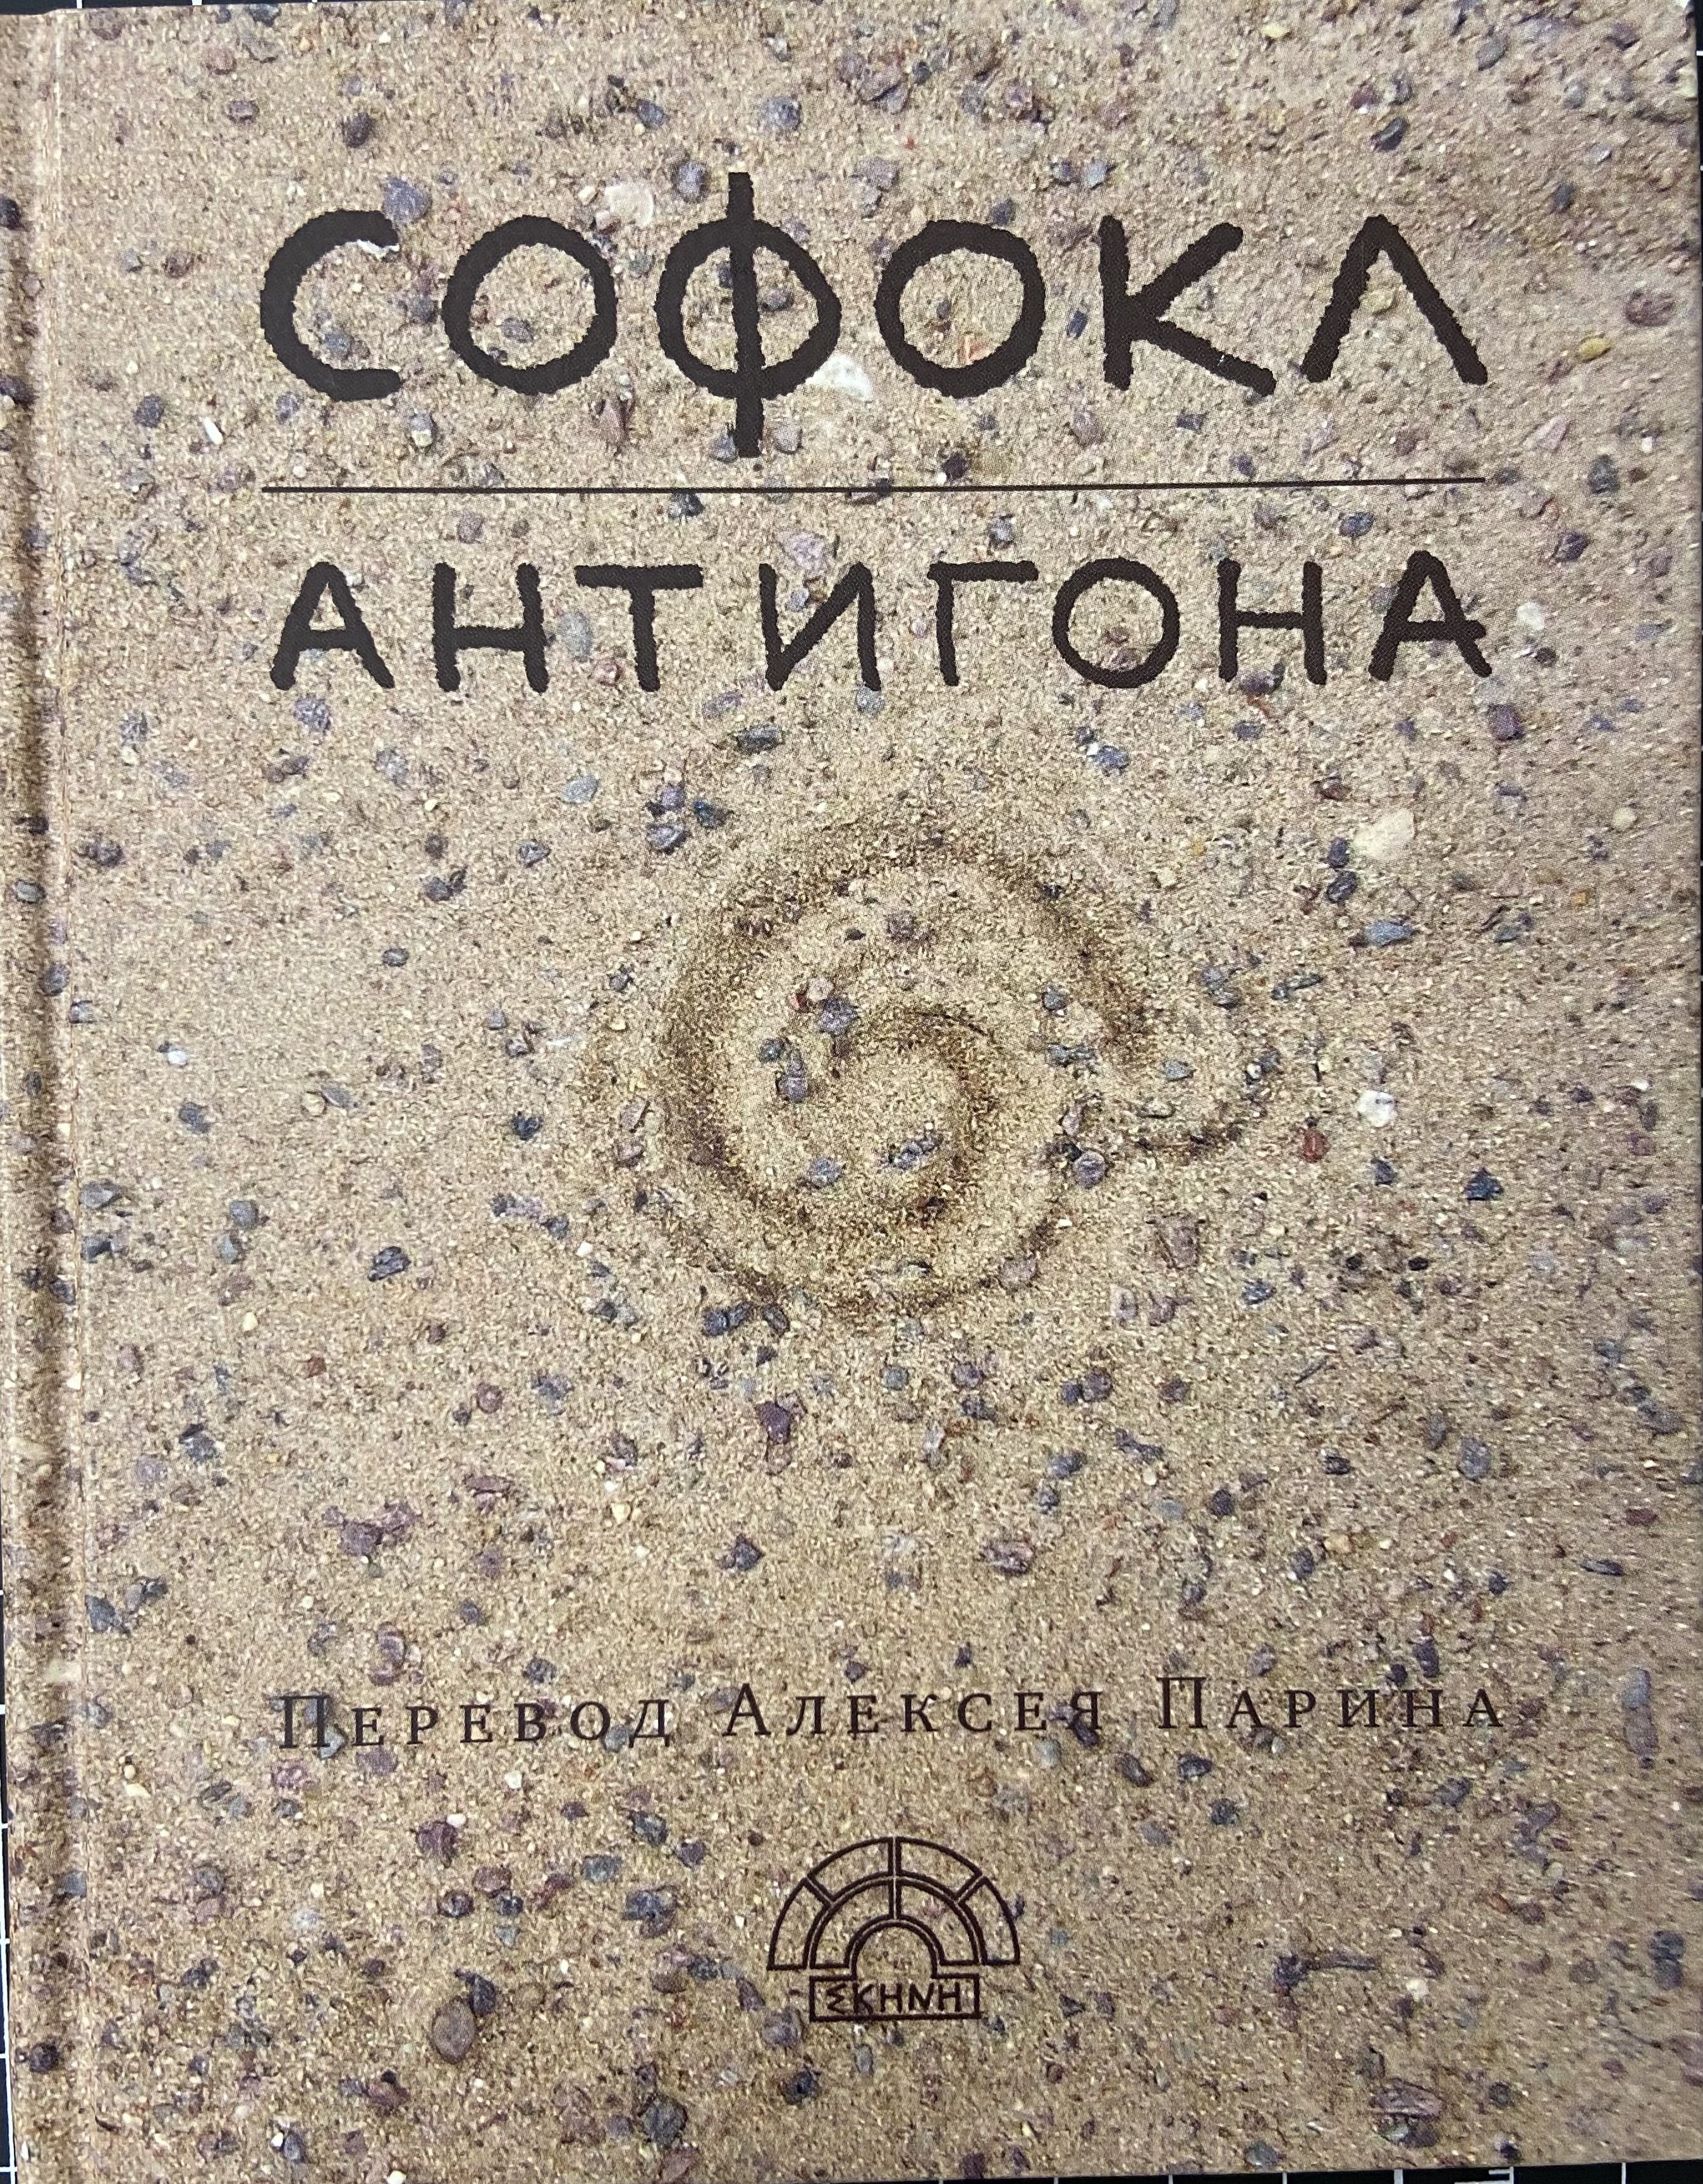 СОФОКЛ
АНТИГОНА
ПЕРЕВОД АЛЕКСЕЯ ПАРИНА
ΣΚΗΝΗ